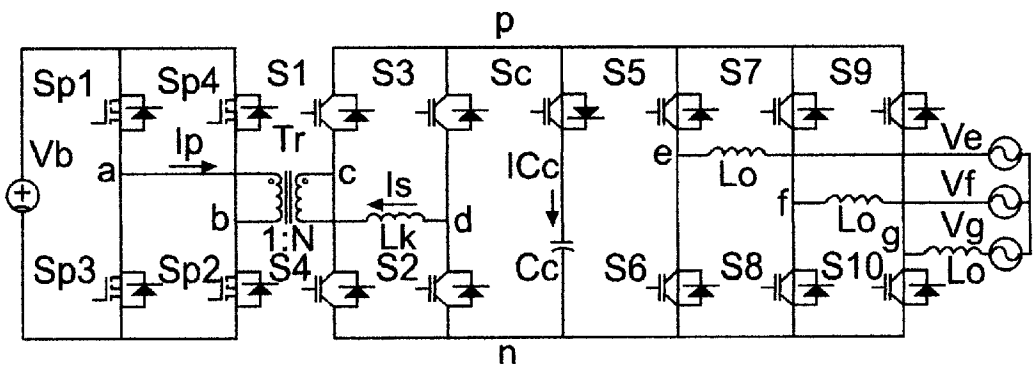 p
Sp1 Sp4 S1 S3 Sc S5 S7 S9
Vb a Ip Tr c Is ICc e Lo Ve
b 1:N Lk d f Lo Vf
Sp3 Sp2 S4 S2 Cc S6 S8 S10 g Lo Vg
n